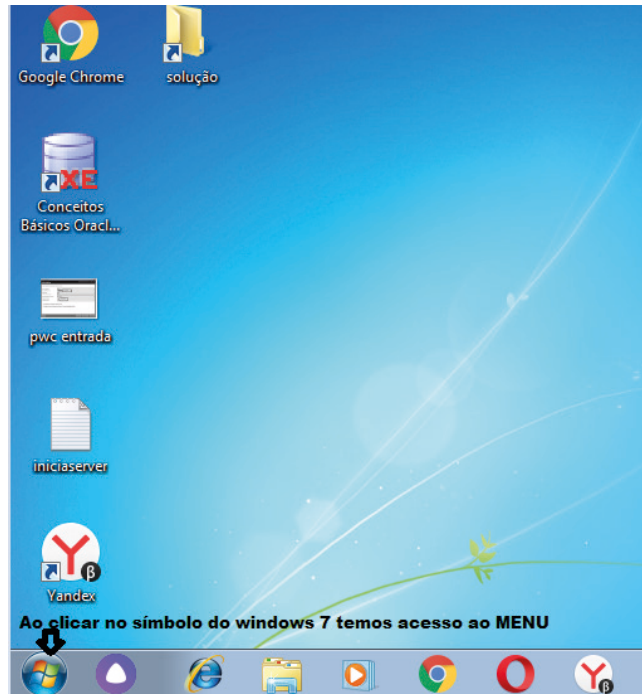 Google Chrome
solução
XE
Conceitos
Básicos Oracl...
pwc entrada
iniciaserver
Yandex
Ao clicar no símbolo do windows 7 temos acesso ao MENU